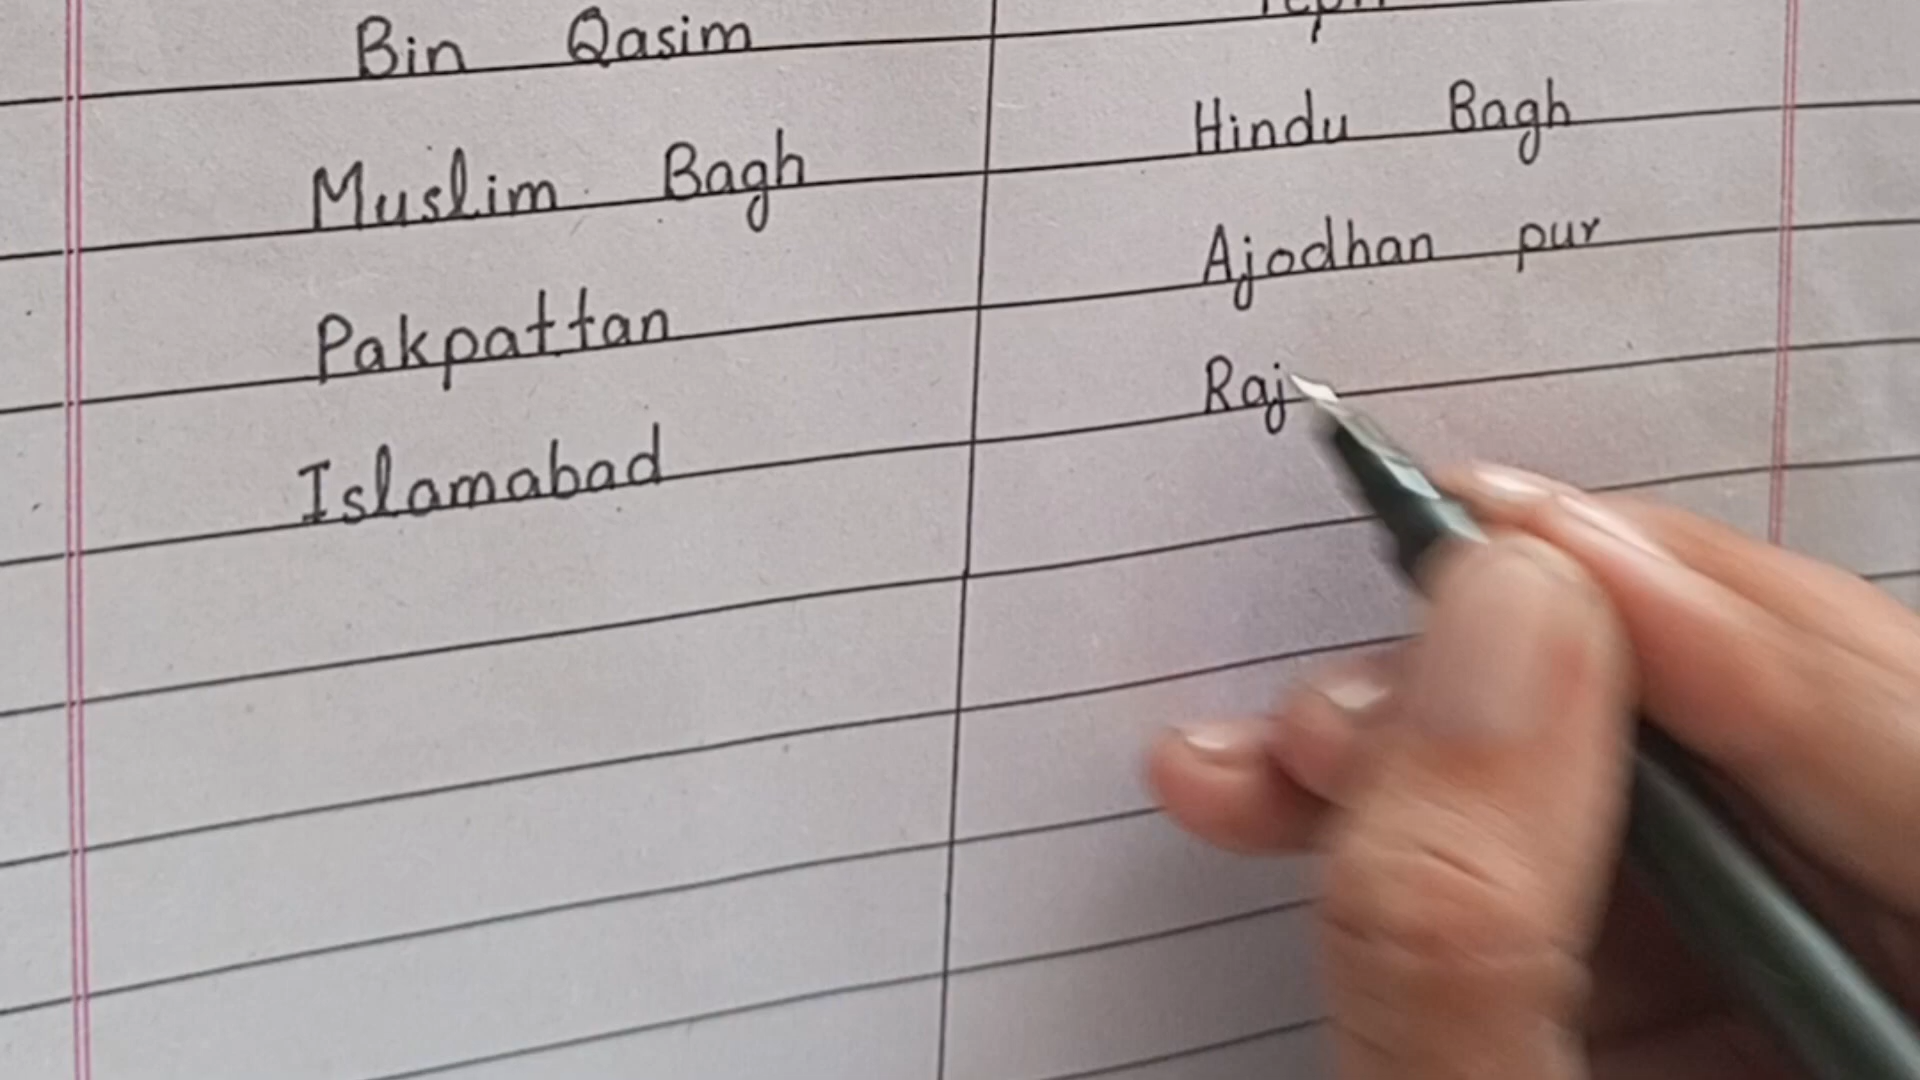 Bin Qasim
Muslim Bagh Hindu Bagh
Pakpattan Ajodhan pur
Islamabad Raj